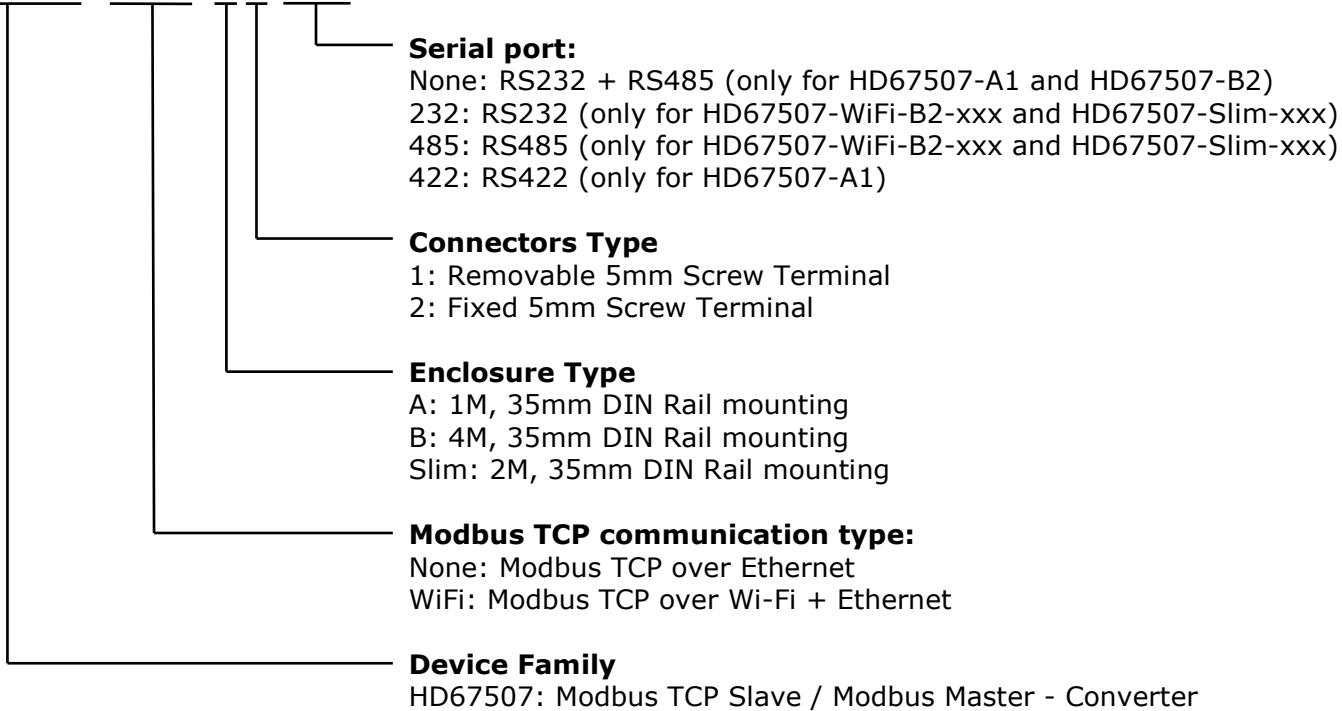 Serial port:
None: RS232 + RS485 (only for HD67507-A1 and HD67507-B2)
232: RS232 (only for HD67507-WiFi-B2-xxx and HD67507-Slim-xxx)
485: RS485 (only for HD67507-WiFi-B2-xxx and HD67507-Slim-xxx)
422: RS422 (only for HD67507-A1)
Connectors Type
1: Removable 5mm Screw Terminal
2: Fixed 5mm Screw Terminal
Enclosure Type
A: 1M, 35mm DIN Rail mounting
B: 4M, 35mm DIN Rail mounting
Slim: 2M, 35mm DIN Rail mounting
Modbus TCP communication type:
None: Modbus TCP over Ethernet
WiFi: Modbus TCP over Wi-Fi + Ethernet
Device Family
HD67507: Modbus TCP Slave / Modbus Master - Converter